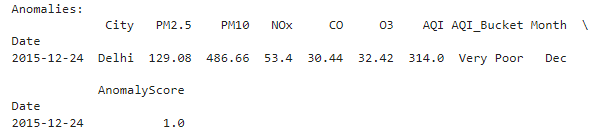 Anomalies:
City PM2.5 PM10 NOx CO O3 AQI AQI_Bucket Month \
Date
2015-12-24 Delhi 129.08 486.66 53.4 30.44 32.42 314.0 Very Poor Dec
AnomalyScore
Date
2015-12-24 1.0